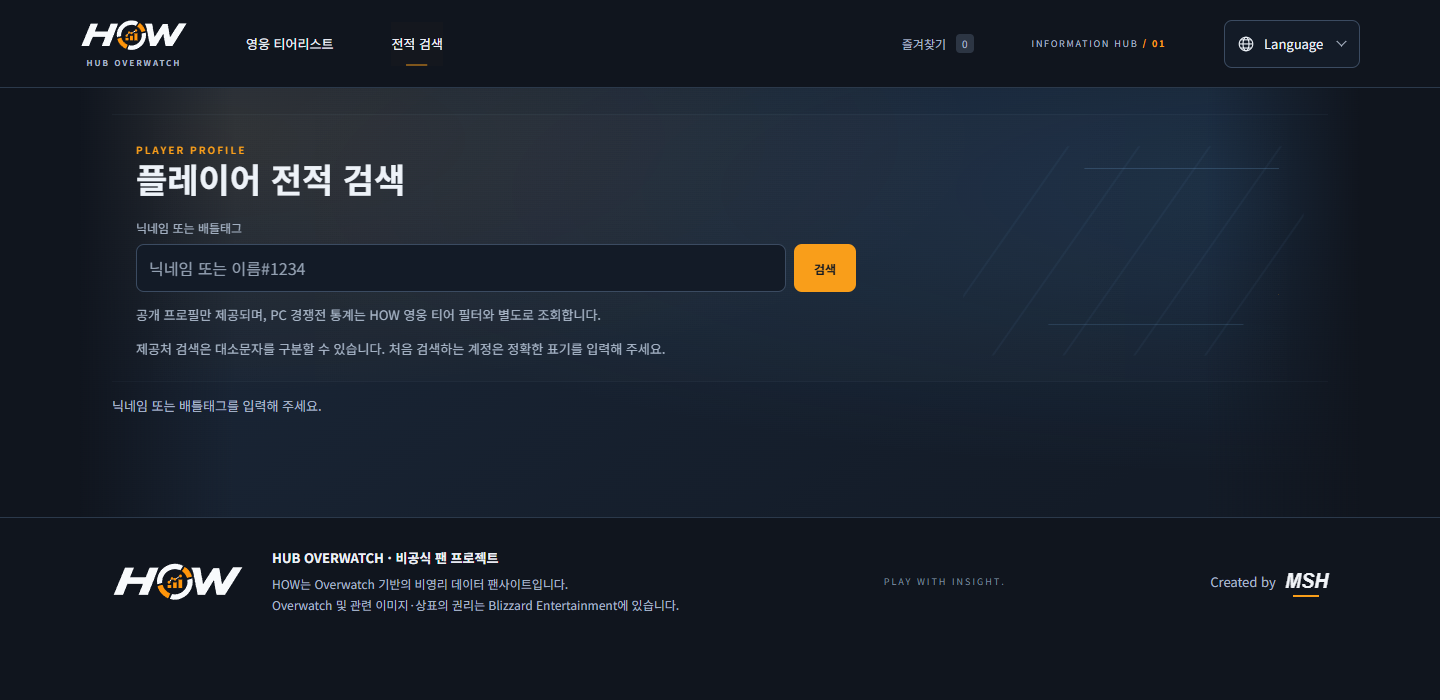 HOW
HUB OVERWATCH
영웅 티어리스트
전적 검색
즐겨찾기 0
INFORMATION HUB / 01
Language
PLAYER PROFILE
플레이어 전적 검색
닉네임 또는 배틀태그
닉네임 또는 이름#1234
검색
공개 프로필만 제공되며, PC 경쟁전 통계는 HOW 영웅 티어 필터와 별도로 조회합니다.
제공처 검색은 대소문자를 구분할 수 있습니다. 처음 검색하는 계정은 정확한 표기를 입력해 주세요.
닉네임 또는 배틀태그를 입력해 주세요.
HOW
HUB OVERWATCH · 비공식 팬 프로젝트
HOW는 Overwatch 기반의 비영리 데이터 팬사이트입니다.
Overwatch 및 관련 이미지·상표의 권리는 Blizzard Entertainment에 있습니다.
PLAY WITH INSIGHT.
Created by MSH